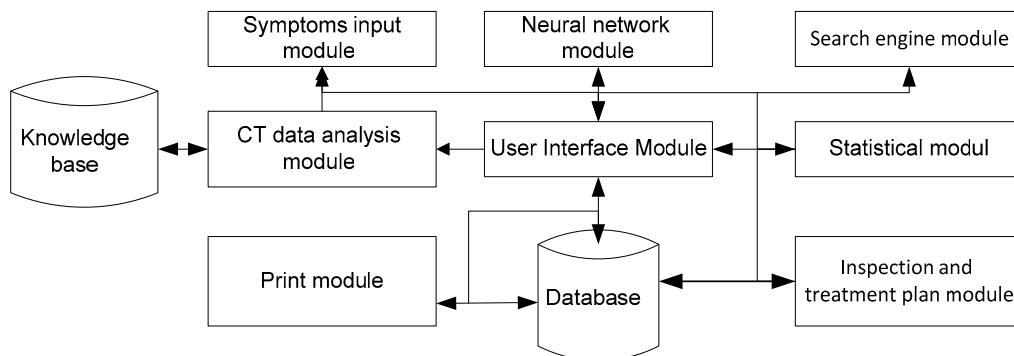 Symptoms input
module
Neural network
module
Search engine module
Knowledge
base
CT data analysis
module
User Interface Module
Statistical modul
Print module
Database
Inspection and
treatment plan module